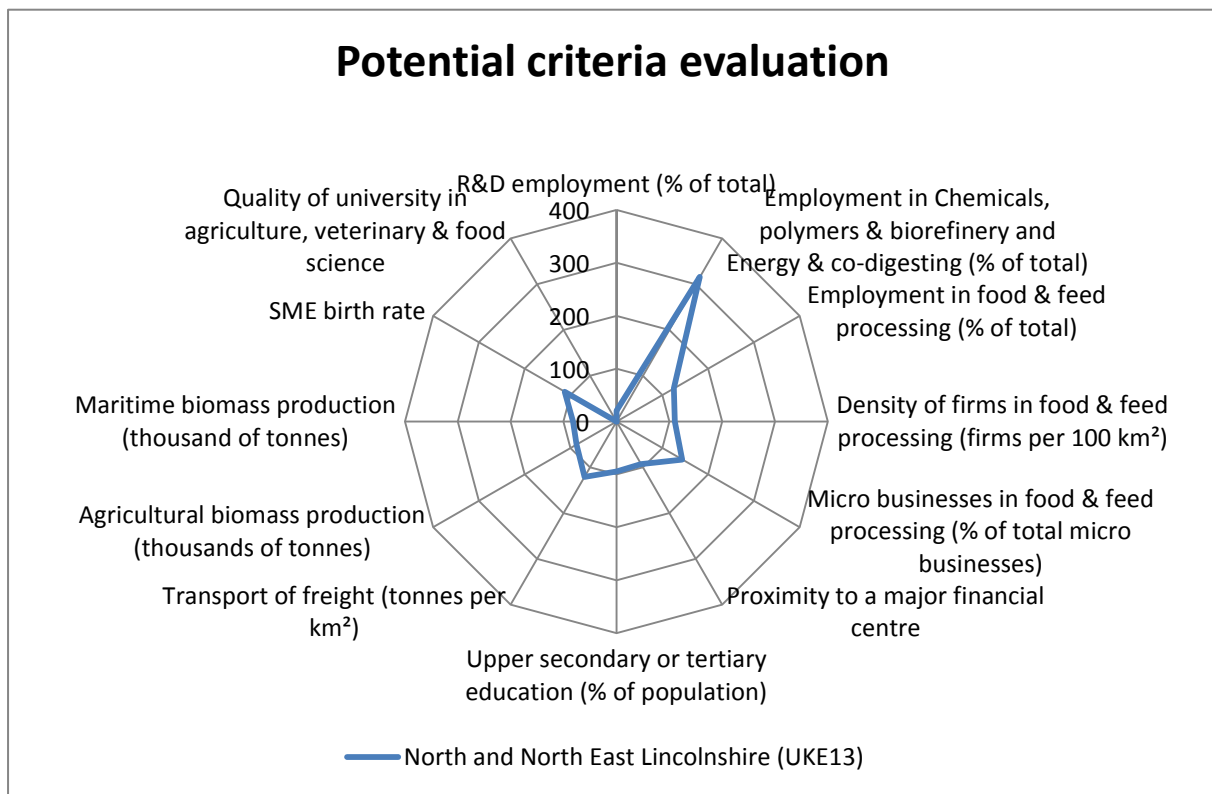 Potential criteria evaluation
R&D employment (% of total)
Employment in Chemicals,
polymers & biorefinery and
Energy & co-digesting (% of total)
Employment in food & feed
processing (% of total)
Density of firms in food & feed
processing (firms per 100 km²)
Micro businesses in food & feed
processing (% of total micro
businesses)
Proximity to a major financial
centre
Upper secondary or tertiary
education (% of population)
Transport of freight (tonnes per
km²)
Agricultural biomass production
(thousands of tonnes)
Maritime biomass production
(thousand of tonnes)
SME birth rate
Quality of university in
agriculture, veterinary & food
science
400
300
200
100
0
North and North East Lincolnshire (UKE13)